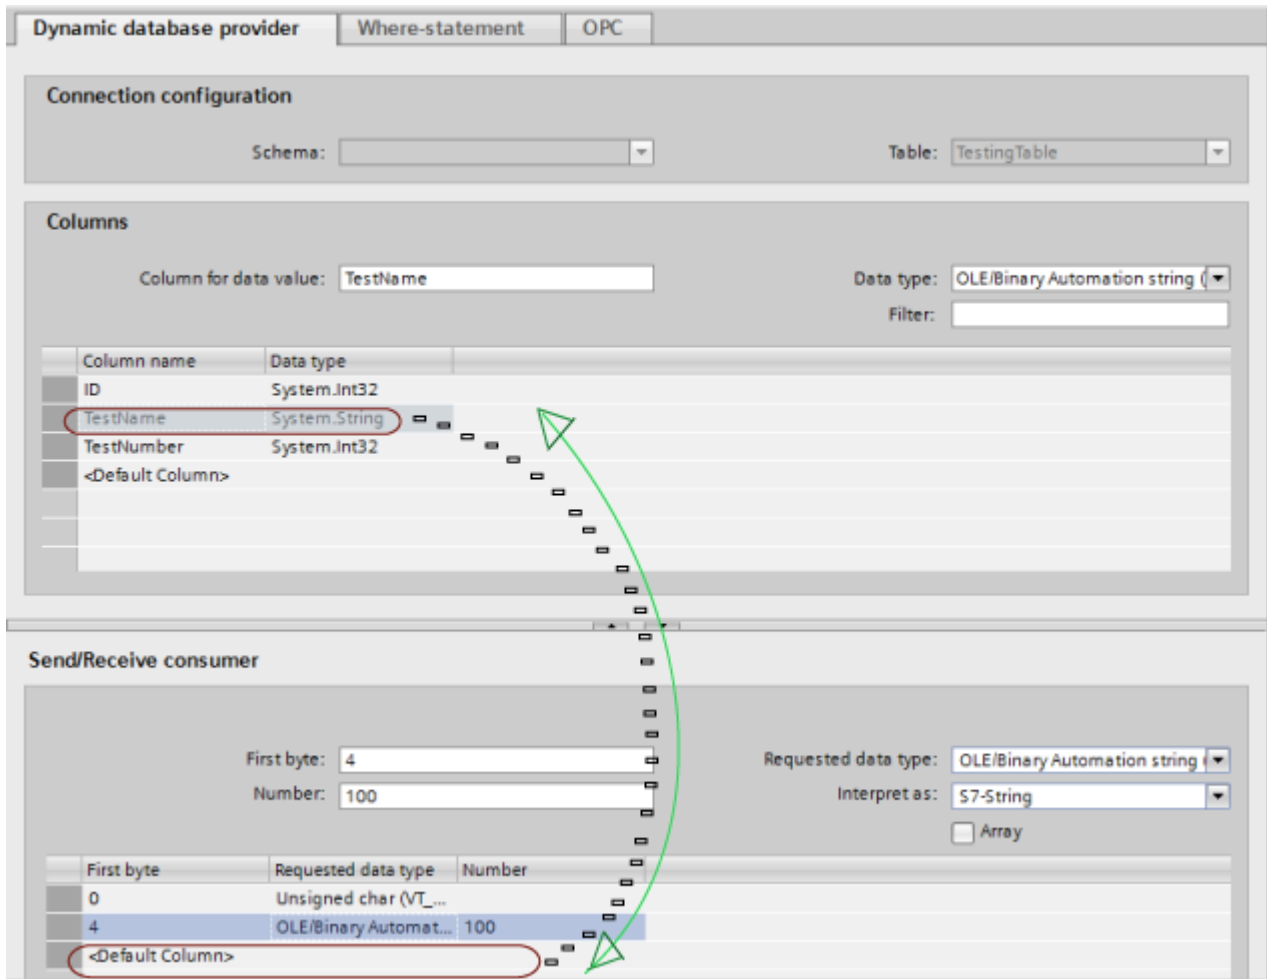 Dynamic database provider Where-statement OPC
Connection configuration
Schema: Table: TestingTable
Columns
Column for data value: TestName Data type: OLE/Binary Automation string (
Filter:
Column name Data type
ID System.Int32
TestName System.String
TestNumber System.Int32
<Default Column>
Send/Receive consumer
First byte: 4 Requested data type: OLE/Binary Automation string (
Number: 100 Interpret as: S7-String
Array
First byte Requested data type Number
0 Unsigned char (VT_...
4 OLE/Binary Automat... 100
<Default Column>